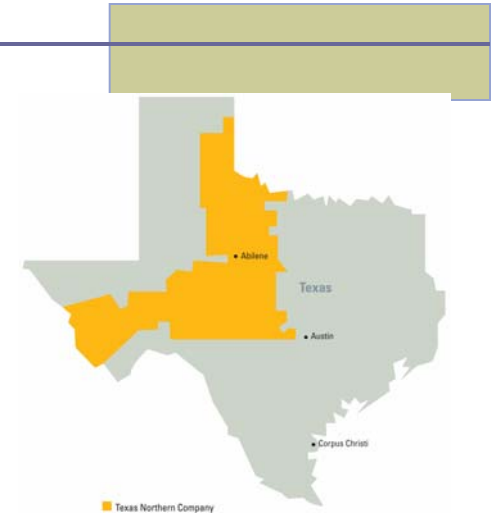 Abilene
Texas
Austin
Corpus Christi
Texas Northern Company